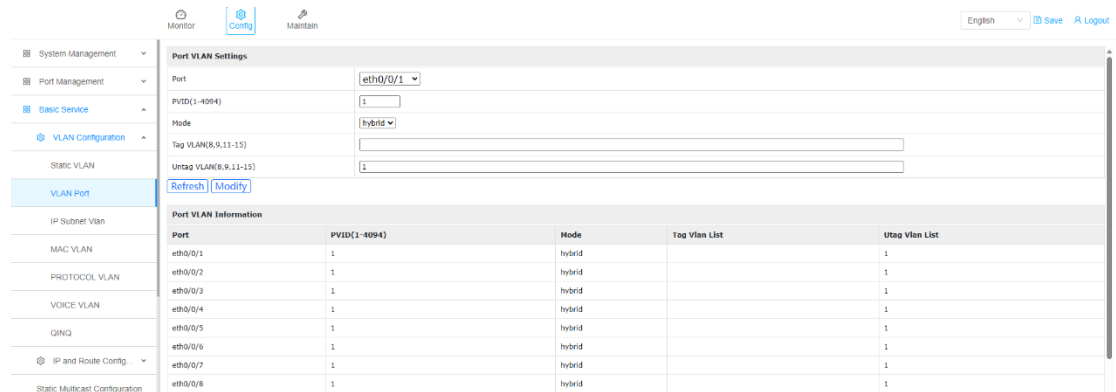 Monitor Config Maintain English Save Logout
System Management
Port Management
Basic Service
VLAN Configuration
Static VLAN
VLAN Port
IP Subnet Vlan
MAC VLAN
PROTOCOL VLAN
VOICE VLAN
QINQ
IP and Route Config...
Static Multicast Configuration
Port VLAN Settings
Port eth0/0/1
PVID(1-4094) 1
Mode hybrid
Tag VLAN(8,9,11-15)
Untag VLAN(8,9,11-15) 1
Refresh Modify
Port VLAN Information
Port PVID(1-4094) Mode Tag Vlan List Utag Vlan List
eth0/0/1 1 hybrid 1
eth0/0/2 1 hybrid 1
eth0/0/3 1 hybrid 1
eth0/0/4 1 hybrid 1
eth0/0/5 1 hybrid 1
eth0/0/6 1 hybrid 1
eth0/0/7 1 hybrid 1
eth0/0/8 1 hybrid 1